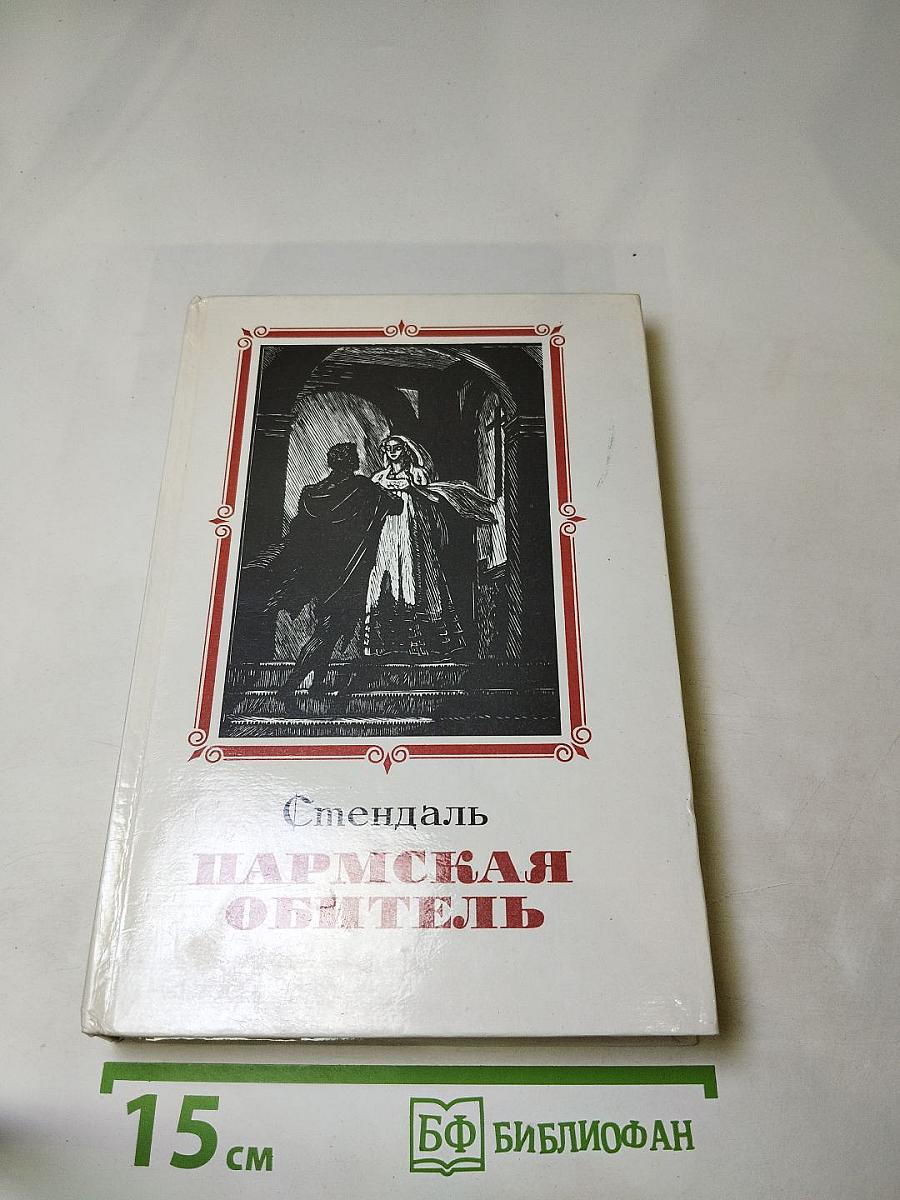 Стендаль
ПАРМСКАЯ
ОБИТЕЛЬ
15 см
БФ БИБЛИОФАН